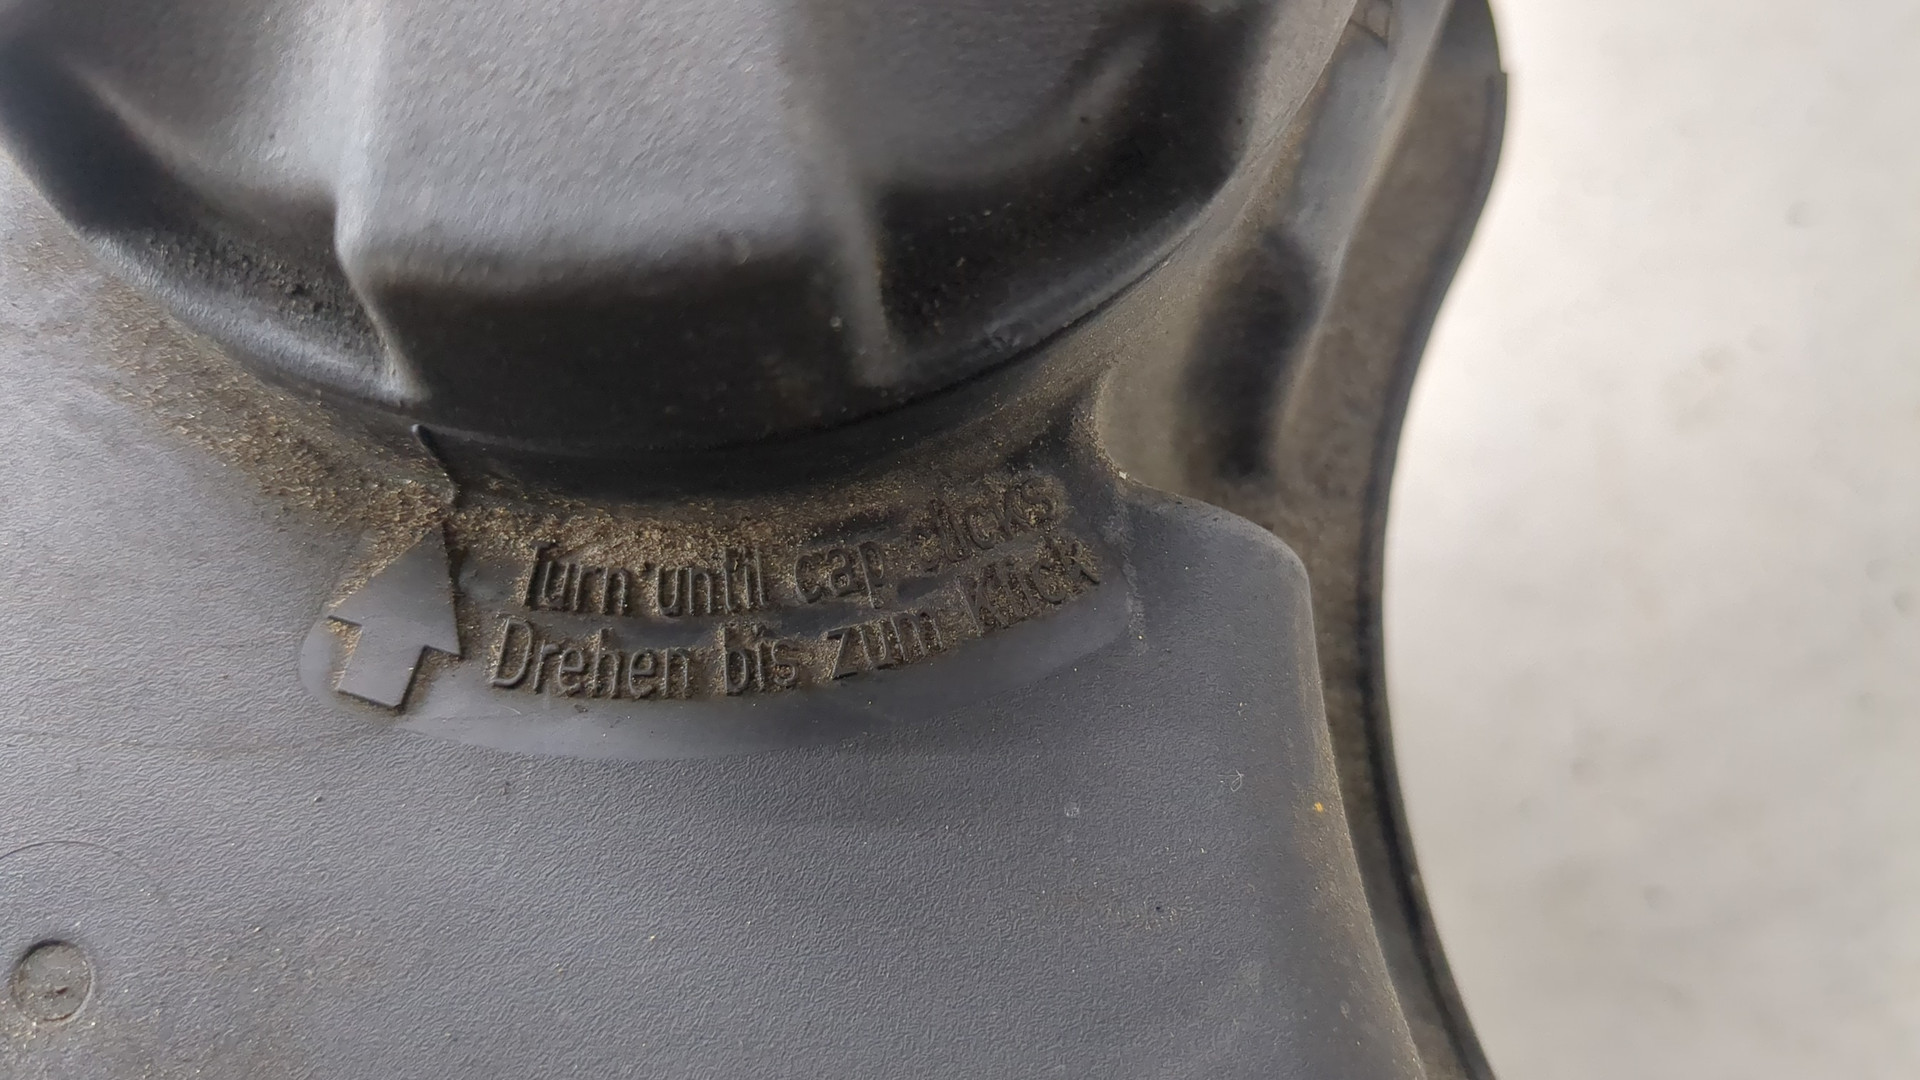 Turn until cap clicks
Drehen bis zum Klick